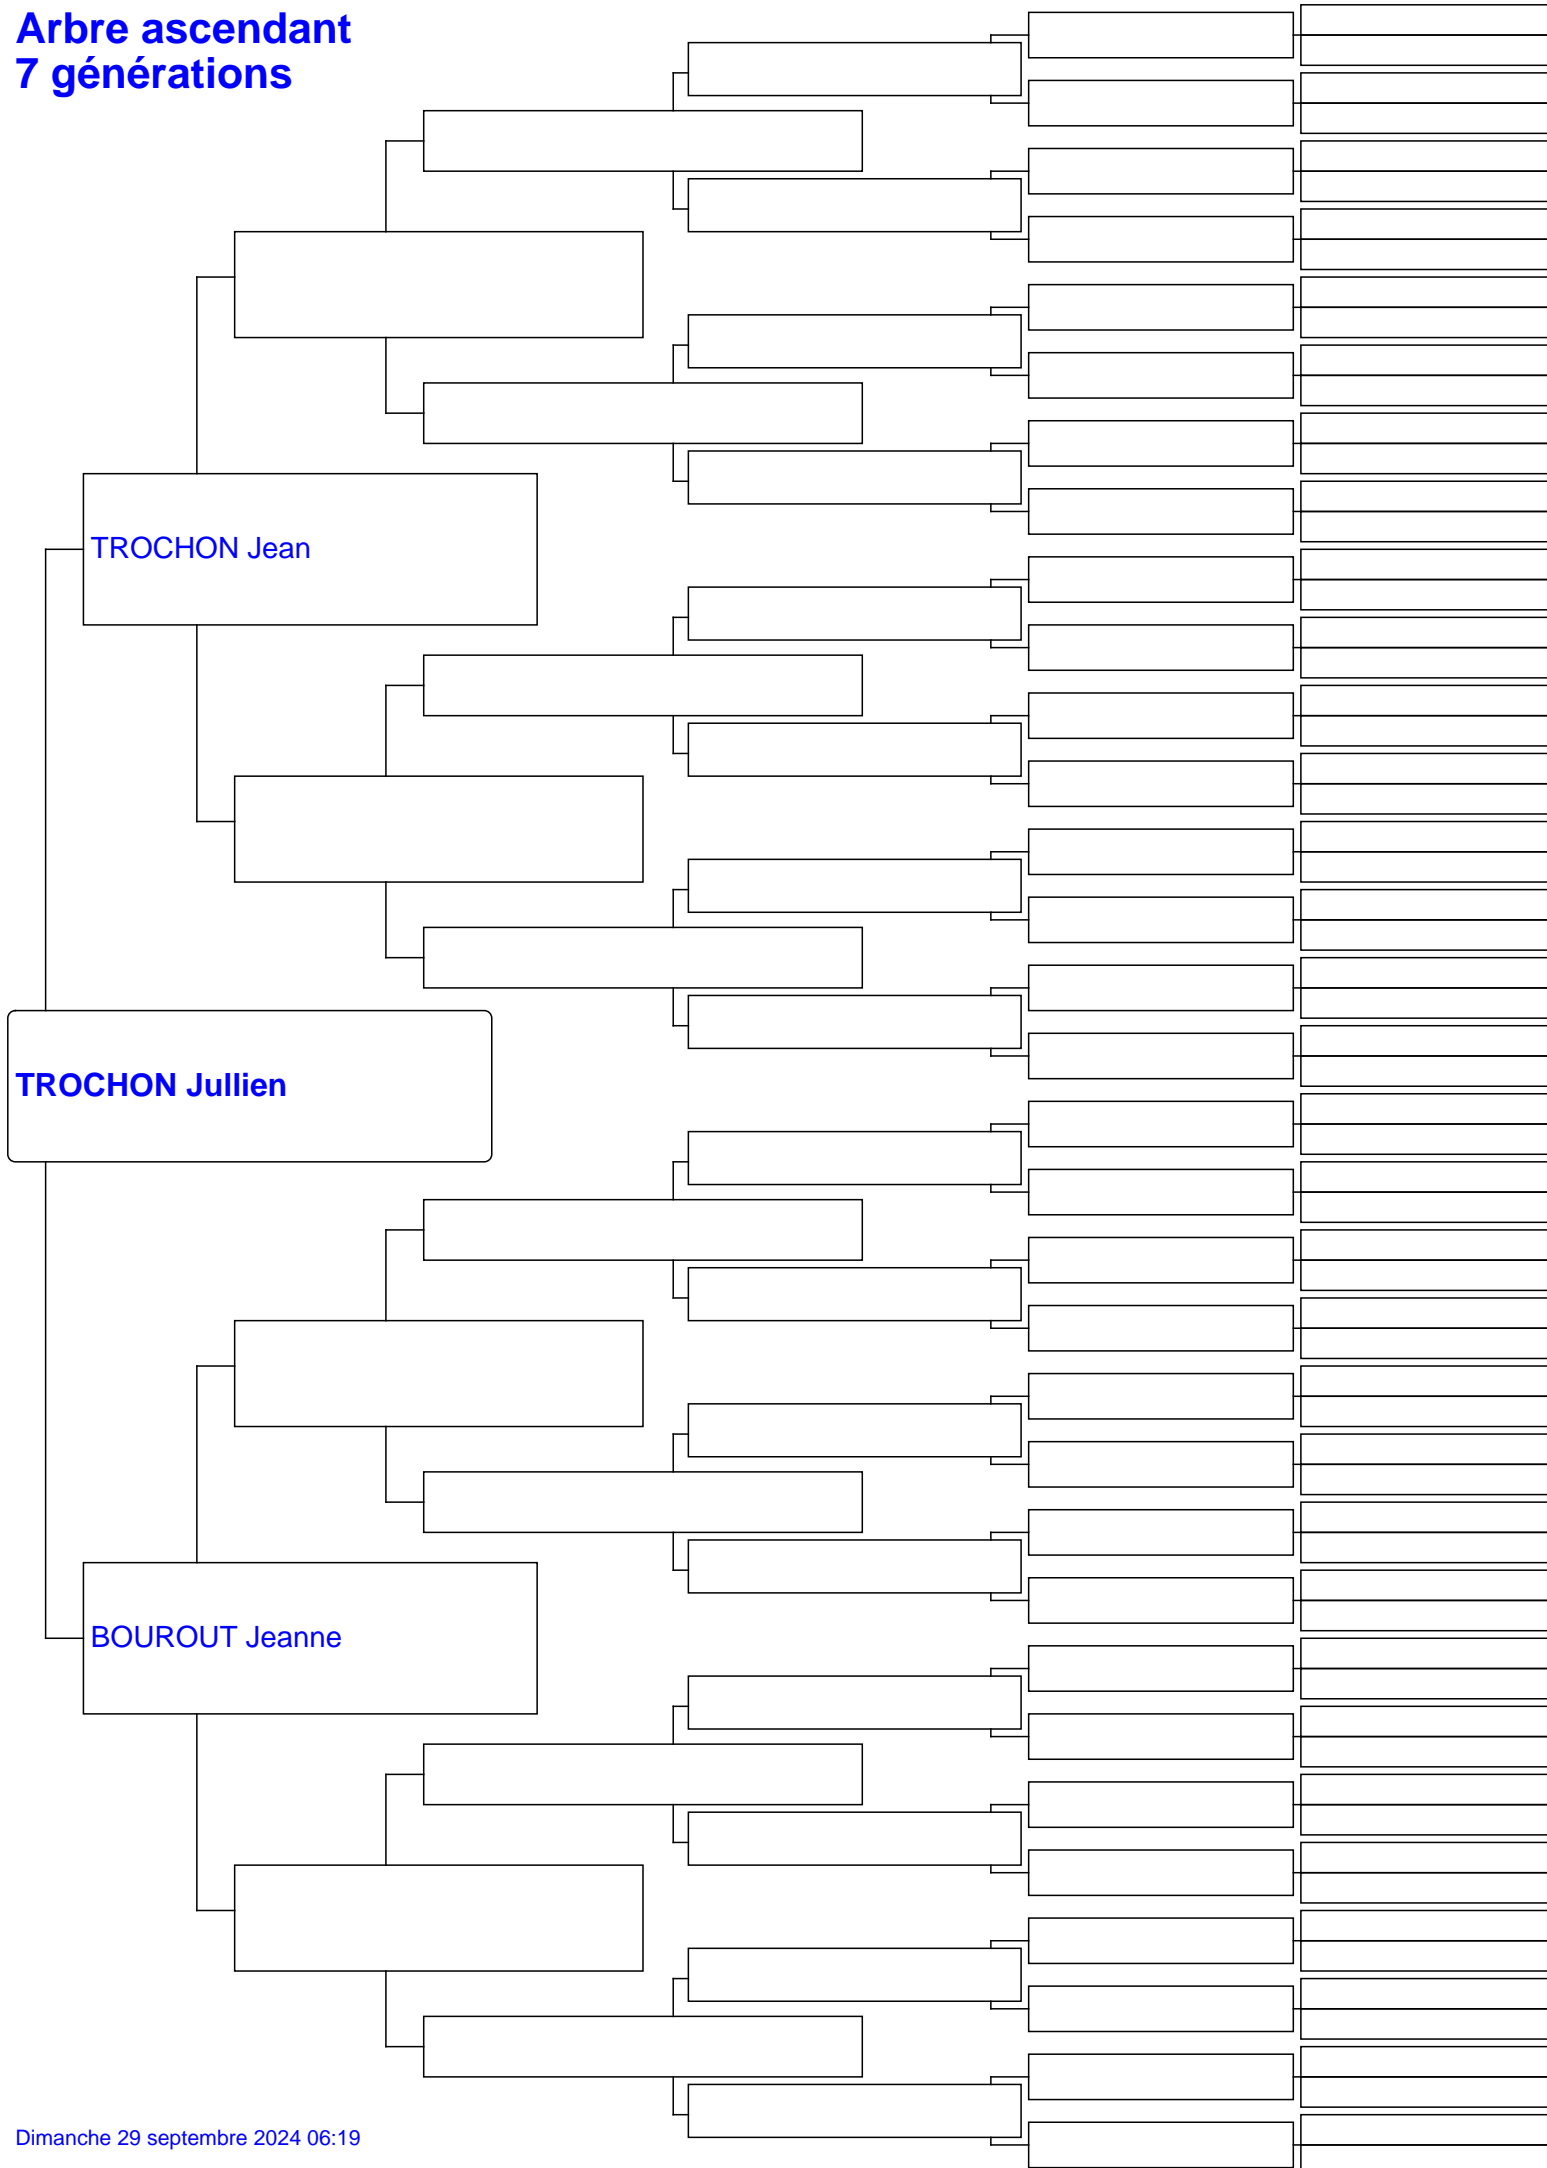 Arbre ascendant
7 générations
TROCHON Jean
TROCHON Jullien
BOUROUT Jeanne
Dimanche 29 septembre 2024 06:19